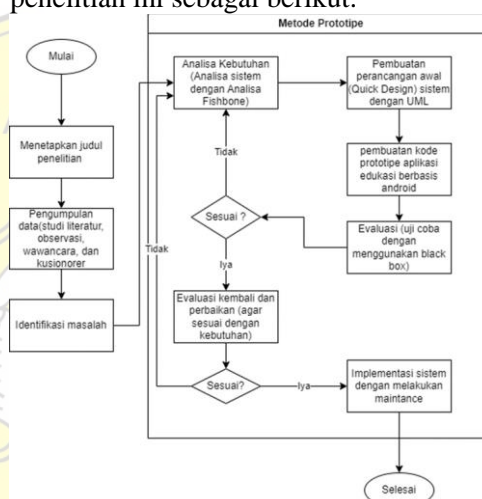 penelitian ini sebagai berikut:
Metode Prototipe
Mulai
Menetapkan judul
penelitian
Pengumpulan
data(studi literatur,
observasi,
wawancara, dan
kusionorer
Identifikasi masalah
Analisa Kebutuhan
(Analisa sistem
dengan Analisa
Fishbone)
Pembuatan
perancangan awal
(Quick Design) sistem
dengan UML
pembuatan kode
prototipe aplikasi
edukasi berbasis
android
Evaluasi (uji coba
dengan
menggunakan black
box)
Sesuai ?
Tidak
Iya
Evaluasi kembali dan
perbaikan (agar
sesuai dengan
kebutuhan)
Sesuai?
Tidak
Iya
Implementasi sistem
dengan melakukan
maintance
Selesai